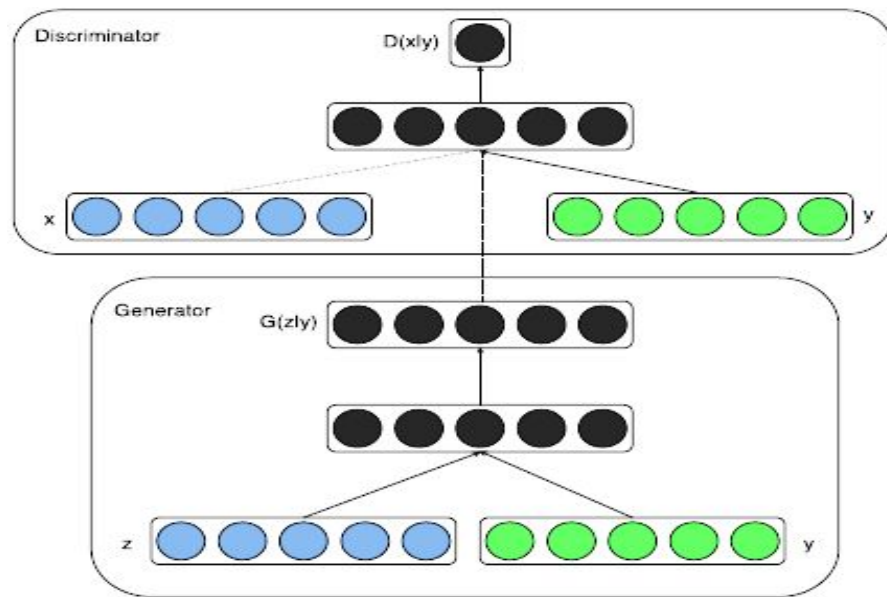 Discriminator
D(x|y)
x
y
Generator
G(z|y)
z
y